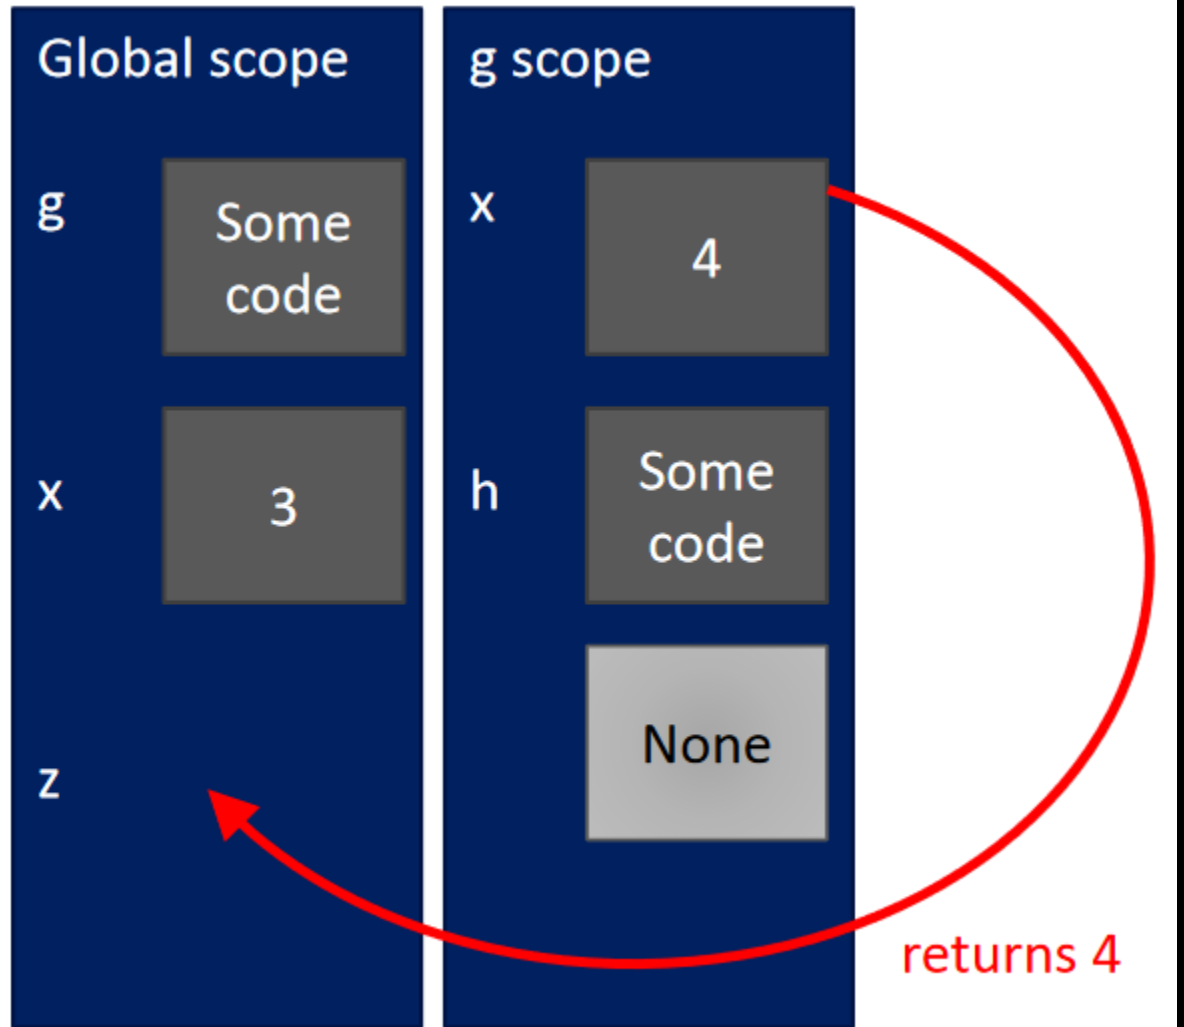 Global scope
g
Some
code
x
3
z
g scope
x
4
h
Some
code
None
returns 4